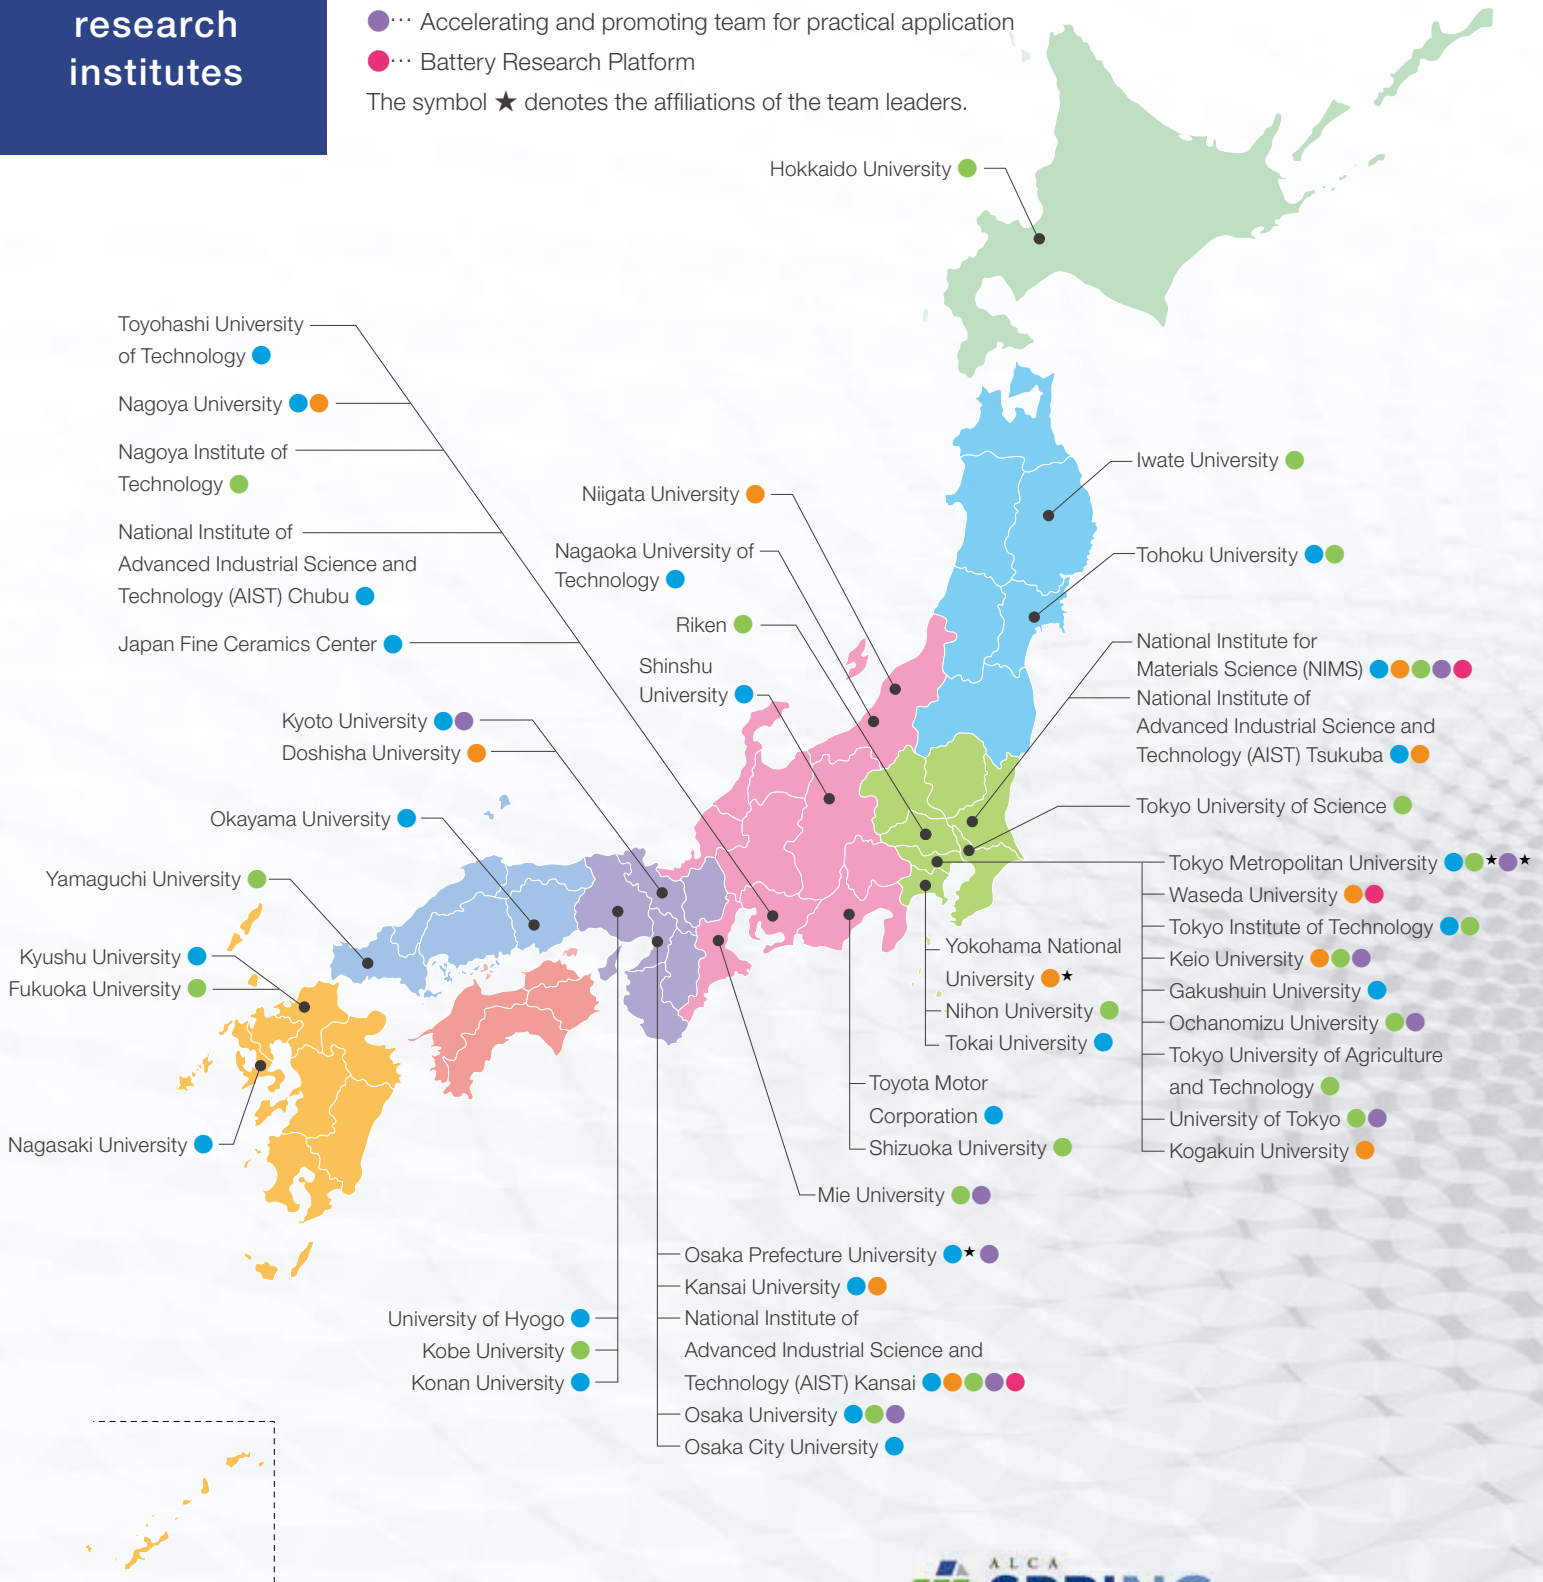 research
institutes
●··· Accelerating and promoting team for practical application
●··· Battery Research Platform
The symbol ★ denotes the affiliations of the team leaders.
Hokkaido University
Toyohashi University
of Technology
Nagoya University
Nagoya Institute of
Technology
National Institute of
Advanced Industrial Science and
Technology (AIST) Chubu
Japan Fine Ceramics Center
Niigata University
Nagaoka University of
Technology
Riken
Shinshu
University
Kyoto University
Doshisha University
Okayama University
Yamaguchi University
Kyushu University
Fukuoka University
Nagasaki University
Iwate University
Tohoku University
National Institute for
Materials Science (NIMS)
National Institute of
Advanced Industrial Science and
Technology (AIST) Tsukuba
Tokyo University of Science
Tokyo Metropolitan University ★ ★
Waseda University
Tokyo Institute of Technology
Keio University
Gakushuin University
Ochanomizu University
Tokyo University of Agriculture
and Technology
University of Tokyo
Kogakuin University
Yokohama National
University ★
Nihon University
Tokai University
Toyota Motor
Corporation
Shizuoka University
Mie University
Osaka Prefecture University ★
Kansai University
National Institute of
Advanced Industrial Science and
Technology (AIST) Kansai
Osaka University
Osaka City University
University of Hyogo
Kobe University
Konan University
ALCA
SPRING